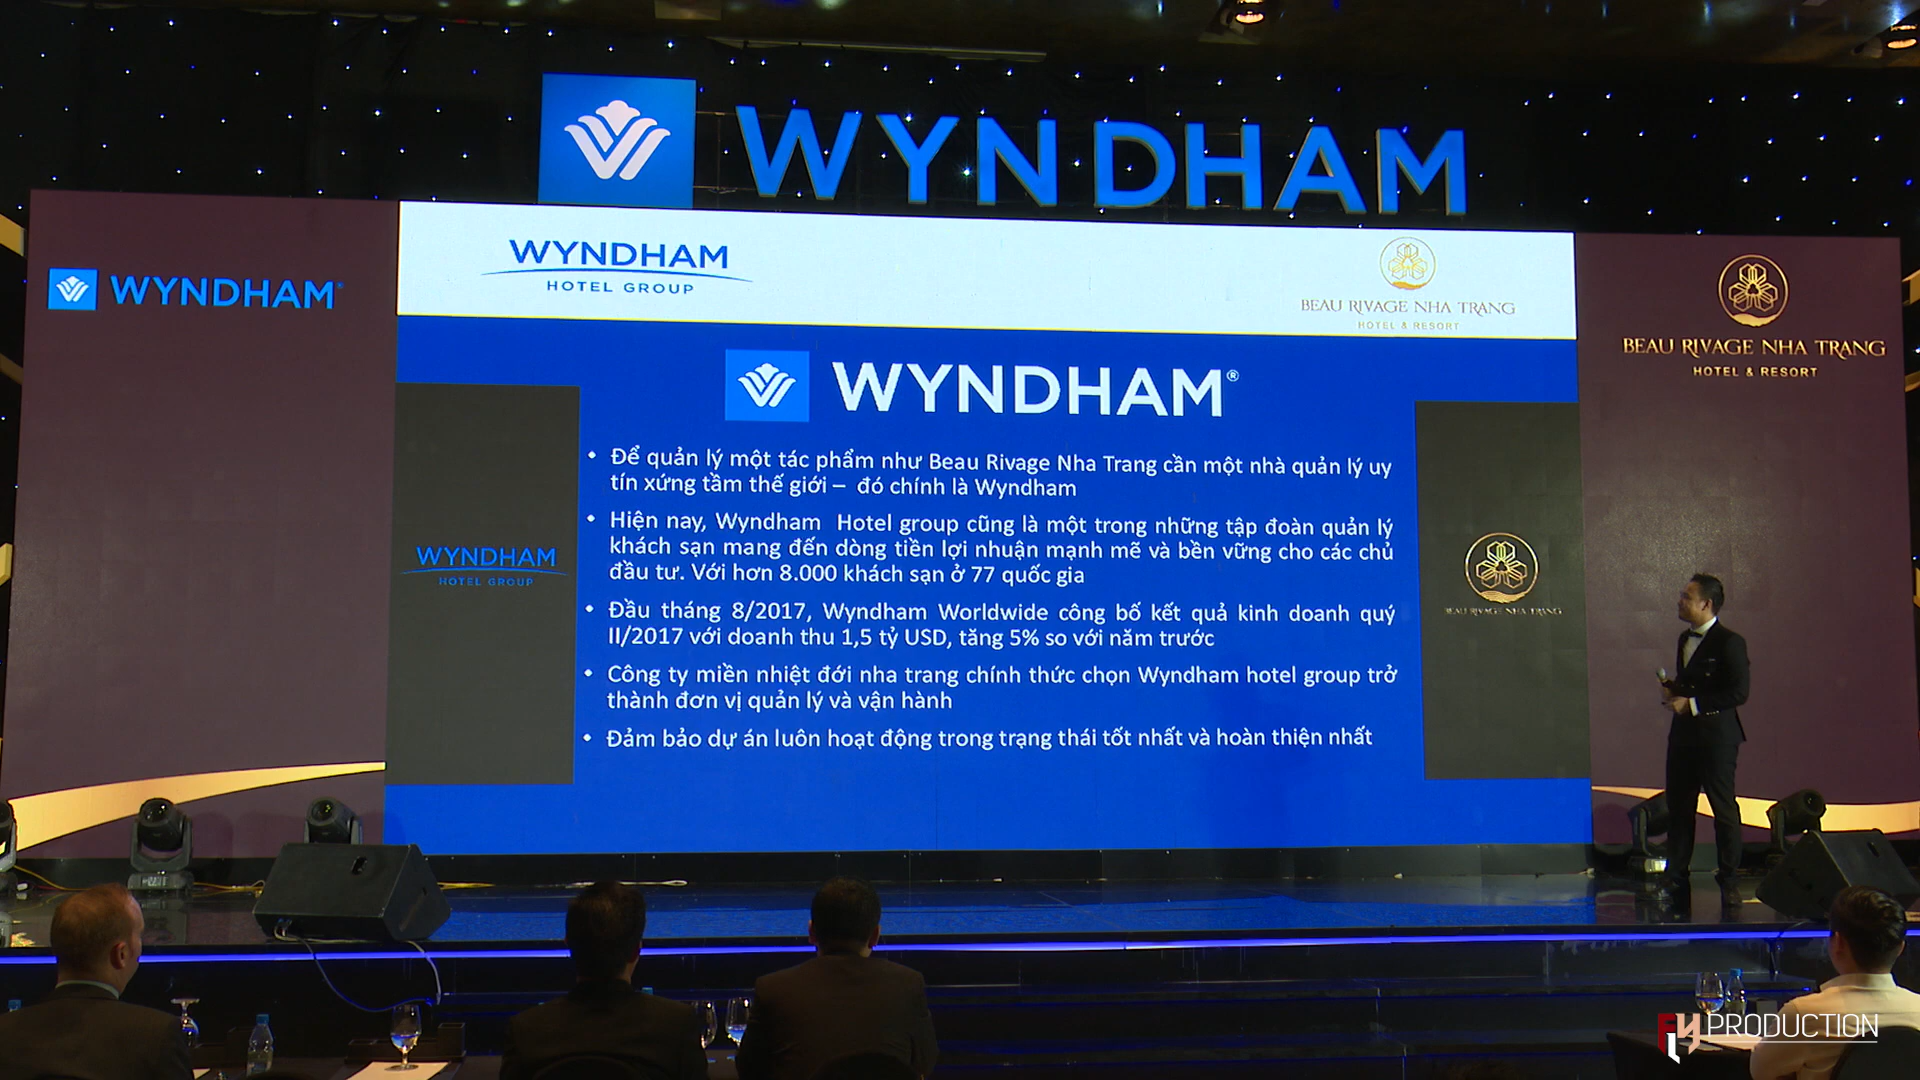 WYNDHAM
WYNDHAM®
WYNDHAM
HOTEL GROUP
BEAU RIVAGE NHA TRANG
HOTEL & RESORT
BEAU RIVAGE NHA TRANG
HOTEL & RESORT
WYNDHAM®
• Để quản lý một tác phẩm như Beau Rivage Nha Trang cần một nhà quản lý uy
tín xứng tầm thế giới – đó chính là Wyndham
• Hiện nay, Wyndham Hotel group cũng là một trong những tập đoàn quản lý
khách sạn mang đến dòng tiền lợi nhuận mạnh mẽ và bền vững cho các chủ
đầu tư. Với hơn 8.000 khách sạn ở 77 quốc gia
• Đầu tháng 8/2017, Wyndham Worldwide công bố kết quả kinh doanh quý
II/2017 với doanh thu 1,5 tỷ USD, tăng 5% so với năm trước
• Công ty miền nhiệt đới nha trang chính thức chọn Wyndham hotel group trở
thành đơn vị quản lý và vận hành
• Đảm bảo dự án luôn hoạt động trong trạng thái tốt nhất và hoàn thiện nhất
WYNDHAM
HOTEL GROUP
BEAU RIVAGE NHA TRANG
PRODUCTION